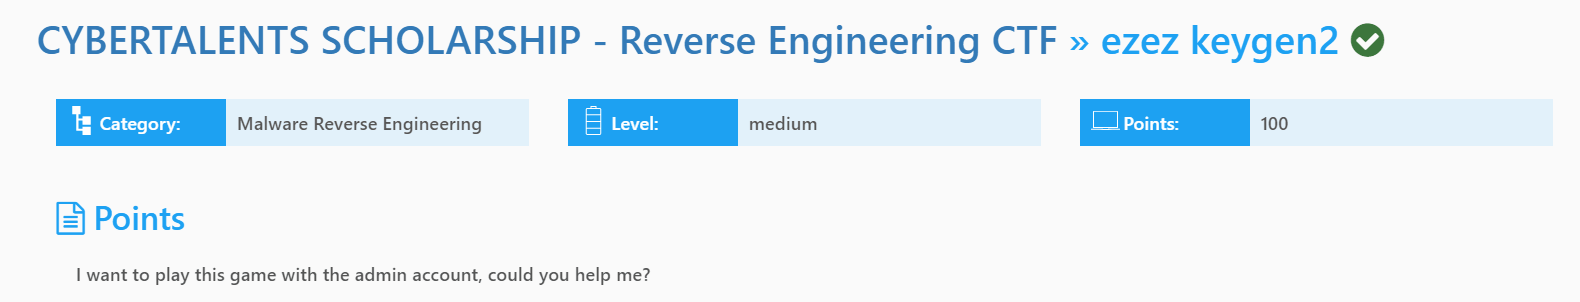 CYBERTALENTS SCHOLARSHIP - Reverse Engineering CTF » ezez keygen2
Category: Malware Reverse Engineering Level: medium Points: 100
Points
I want to play this game with the admin account, could you help me?